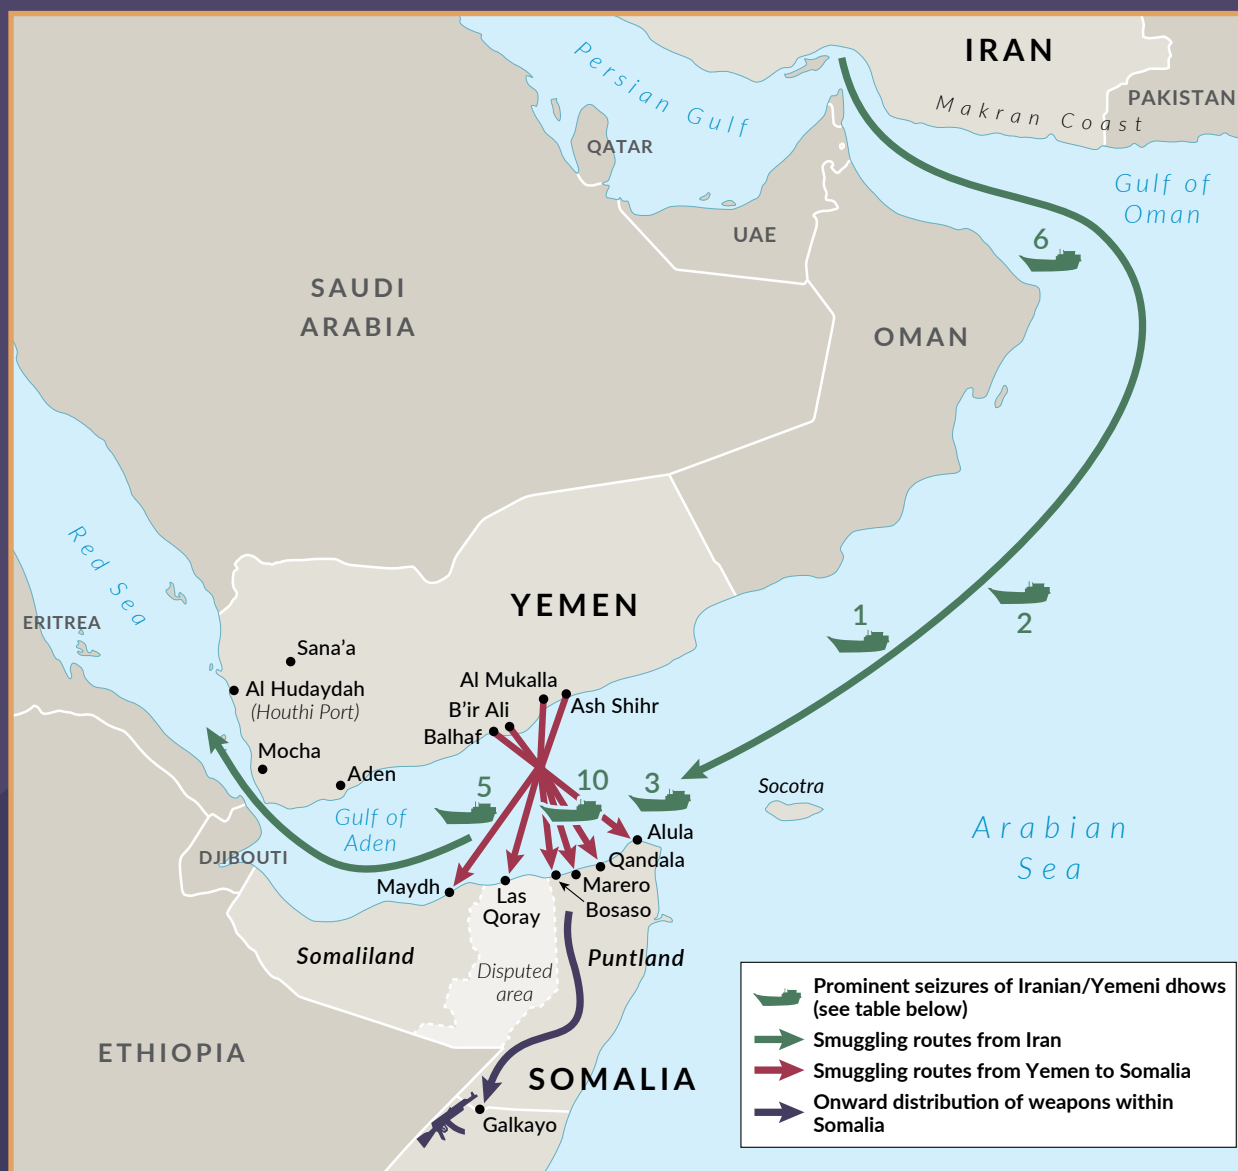 IRAN
Persian Gulf
Makran Coast
PAKISTAN
QATAR
Gulf of
Oman
UAE
6
SAUDI
ARABIA
OMAN
Red Sea
YEMEN
ERITREA
1
2
Sana’a
Al Hudaydah
(Houthi Port)
Al Mukalla
Ash Shihr
B’ir Ali
Balhaf
Mocha
Aden
5
10
3
Socotra
Gulf of
Aden
Arabian
Sea
Alula
DJIBOUTI
Qandala
Maydh
Las
Qoray
Marero
Bosaso
Somaliland
Puntland
Disputed
area
ETHIOPIA
SOMALIA
Galkayo
Prominent seizures of Iranian/Yemeni dhows
(see table below)
Smuggling routes from Iran
Smuggling routes from Yemen to Somalia
Onward distribution of weapons within
Somalia